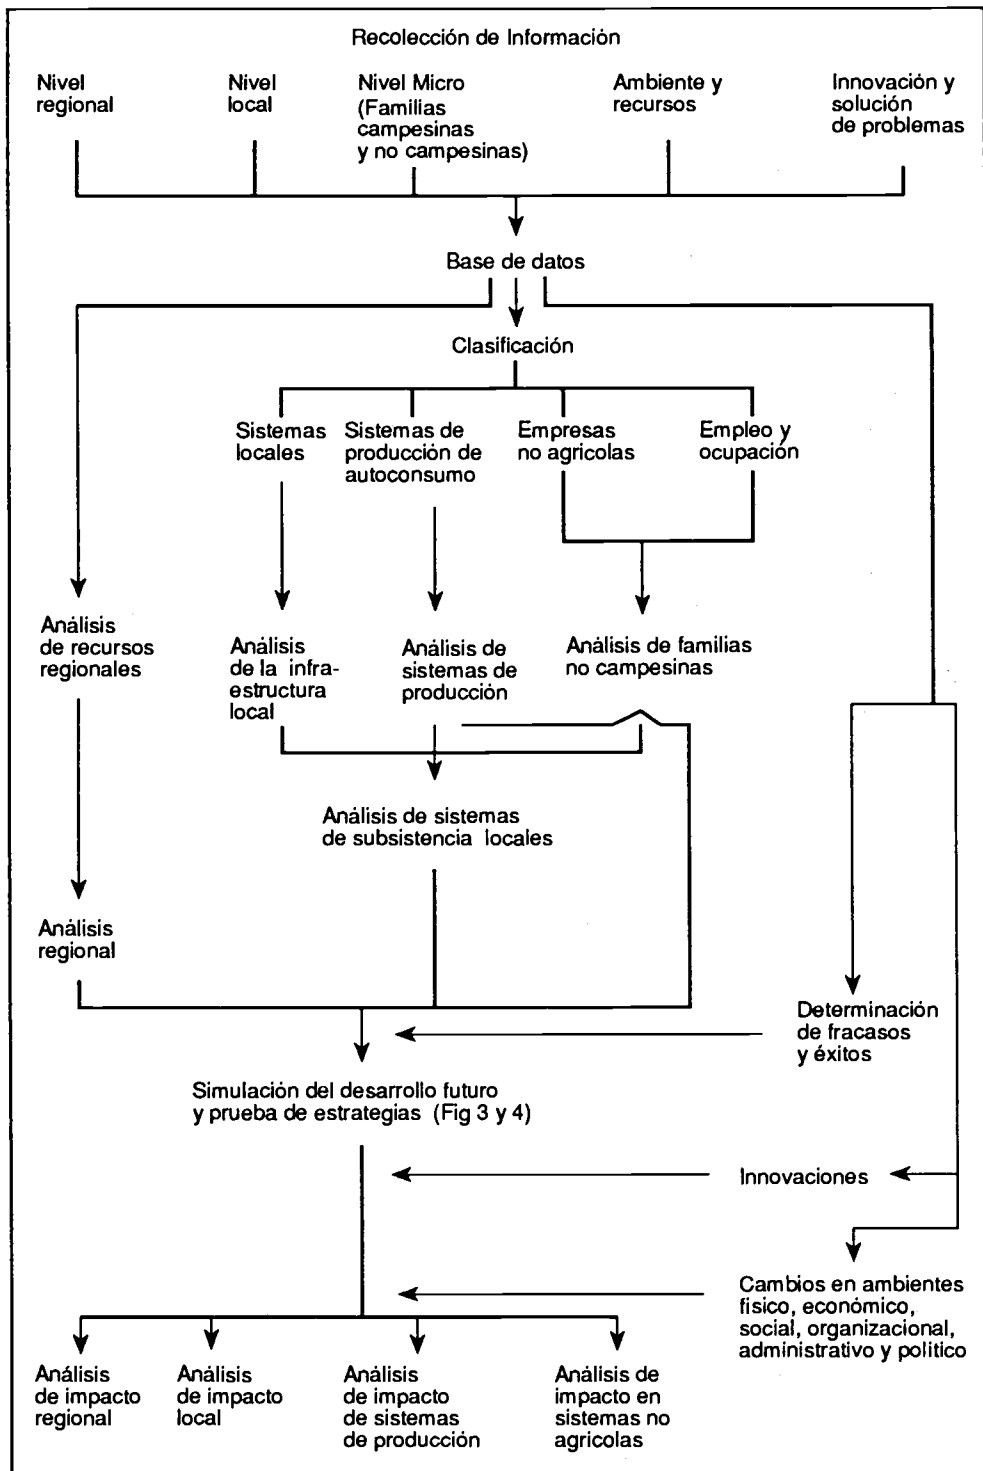 Recolección de Información
Nivel
regional
Nivel
local
Nivel Micro
(Familias
campesinas
y no campesinas)
Ambiente y
recursos
Innovación y
solución
de problemas
Base de datos
Clasificación
Sistemas
locales
Sistemas de
producción de
autoconsumo
Empresas
no agricolas
Empleo y
ocupación
Análisis
de recursos
regionales
Análisis
de la infra-
estructura
local
Análisis de
sistemas de
producción
Análisis de familias
no campesinas
Análisis de sistemas
de subsistencia locales
Análisis
regional
Determinación
de fracasos
y éxitos
Simulación del desarrollo futuro
y prueba de estrategias (Fig 3 y 4)
Innovaciones
Cambios en ambientes
fisico, económico,
social, organizacional,
administrativo y politico
Análisis
de impacto
regional
Análisis
de impacto
local
Análisis
de impacto
de sistemas
de producción
Análisis de
impacto en
sistemas no
agricolas